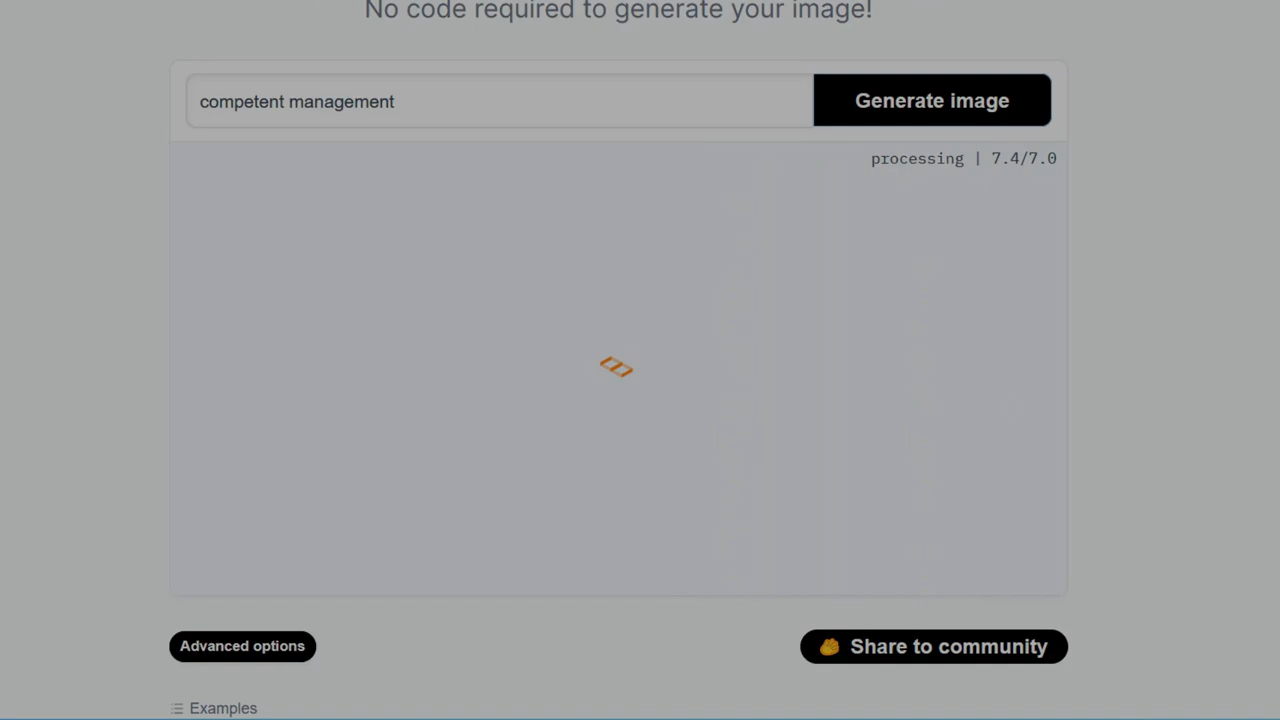 No code required to generate your image!
competent management
Generate image
processing | 7.4/7.0
Advanced options
Share to community
Examples